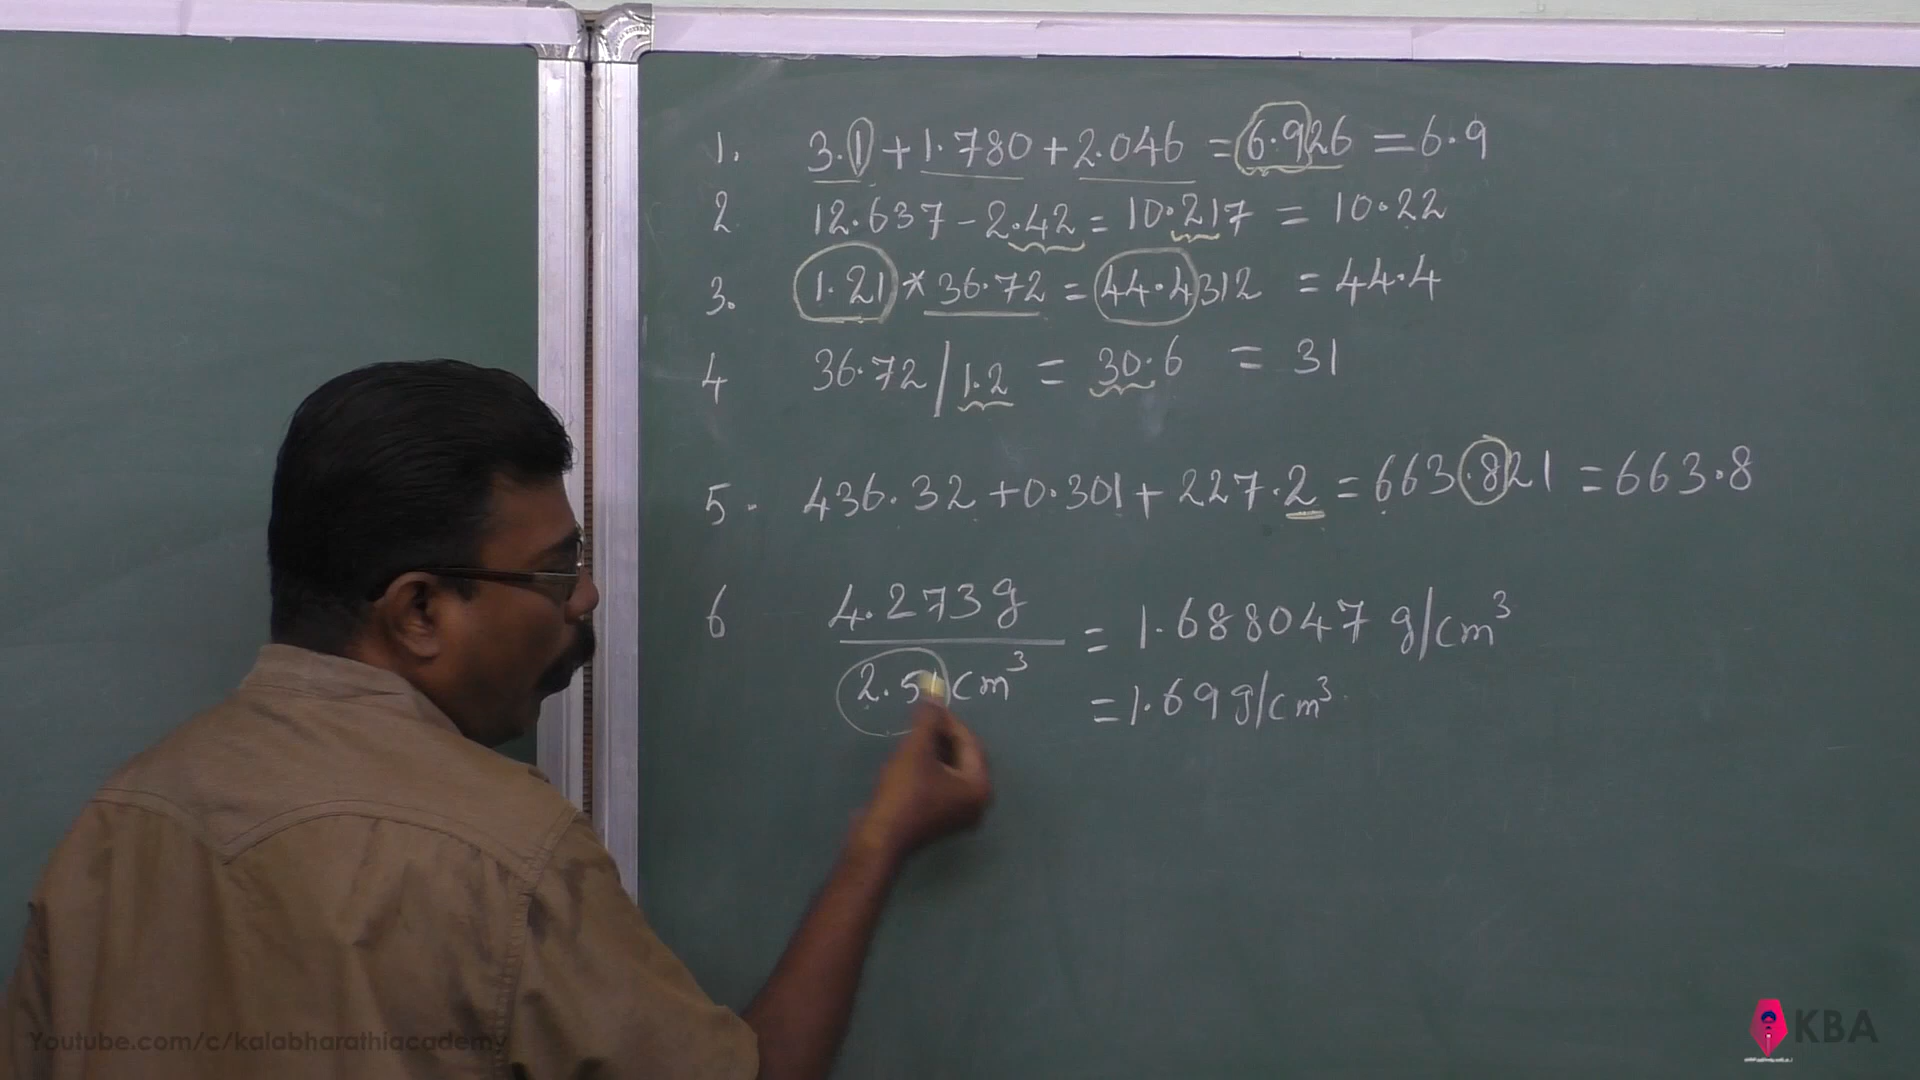 1. 3.1 + 1.780 + 2.046 = 6.926 = 6.9
2 12.637 - 2.42 = 10.217 = 10.22
3. 1.21 * 36.72 = 44.4312 = 44.4
4 36.72 / 1.2 = 30.6 = 31
5. 436.32 + 0.301 + 227.2 = 663.821 = 663.8
6 4.273 g
= 1.688047 g/cm³
2.51 cm³
= 1.69 g/cm³
Youtube.com/c/kalabharathiacademy
KBA